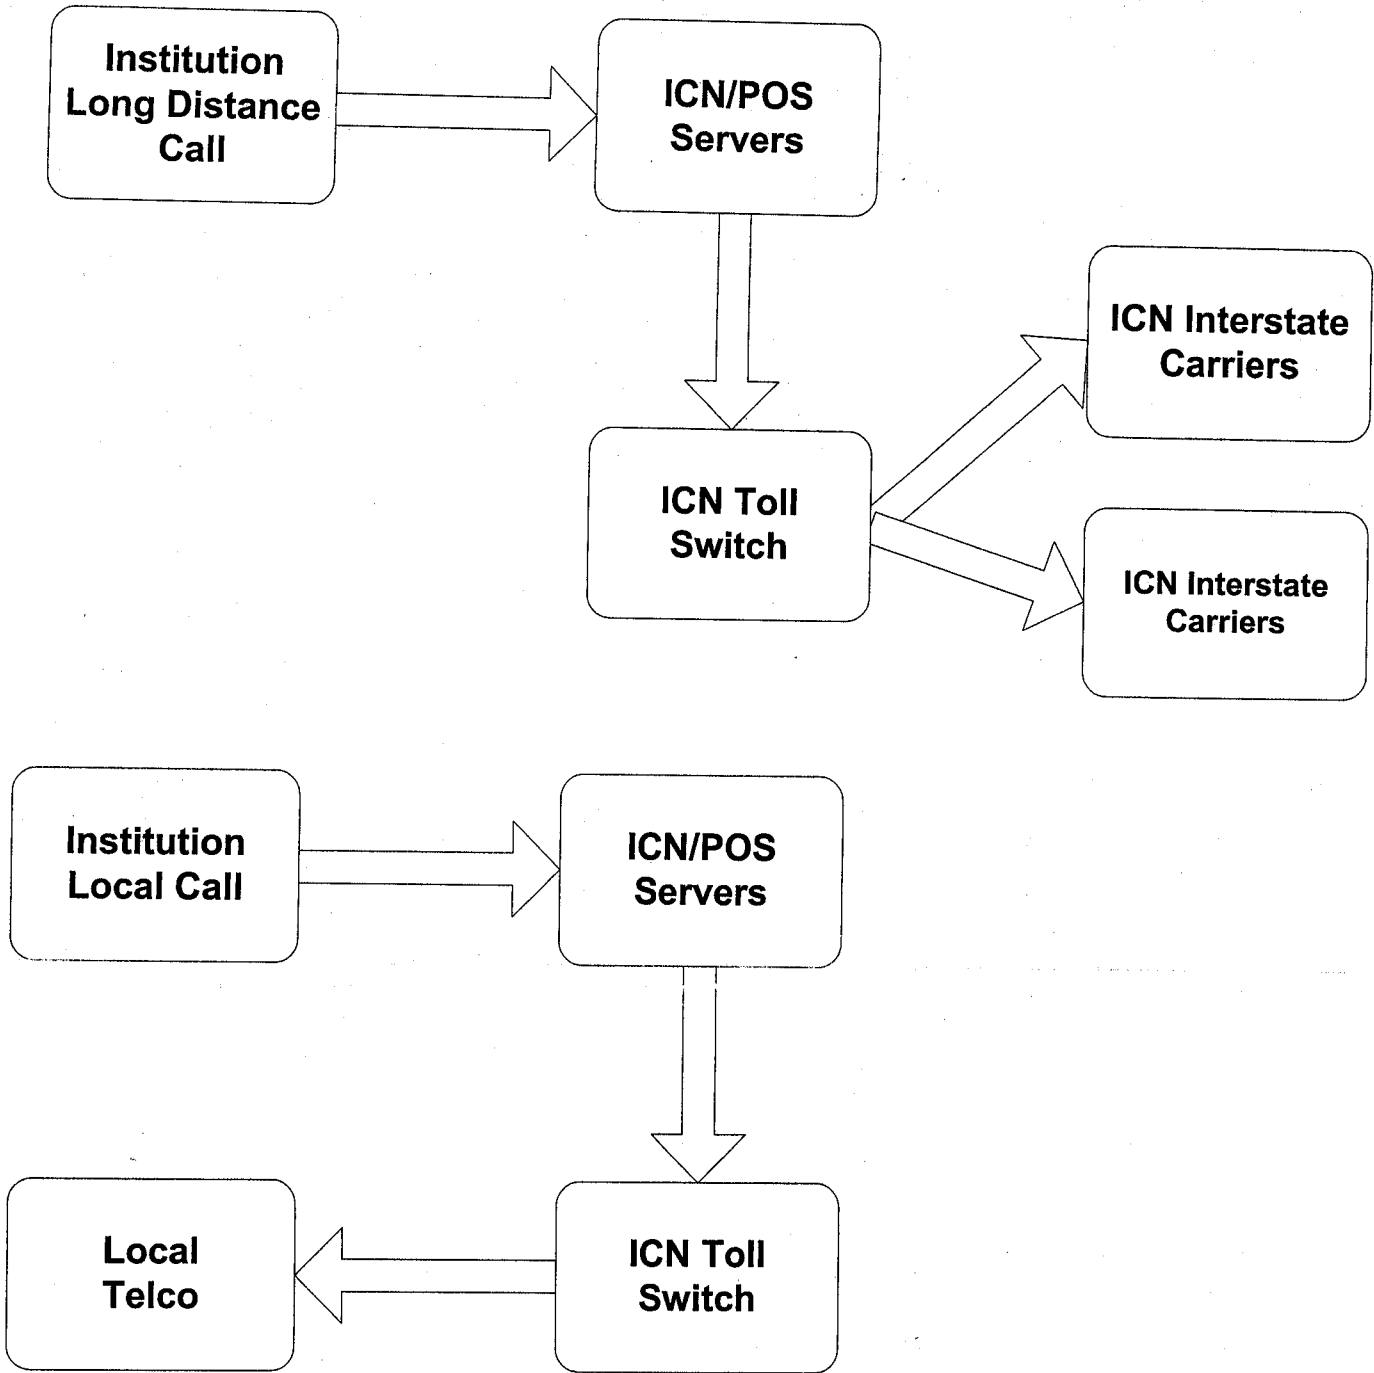 Institution
Long Distance
Call
ICN/POS
Servers
ICN Interstate
Carriers
ICN Toll
Switch
ICN Interstate
Carriers
Institution
Local Call
ICN/POS
Servers
Local
Telco
ICN Toll
Switch